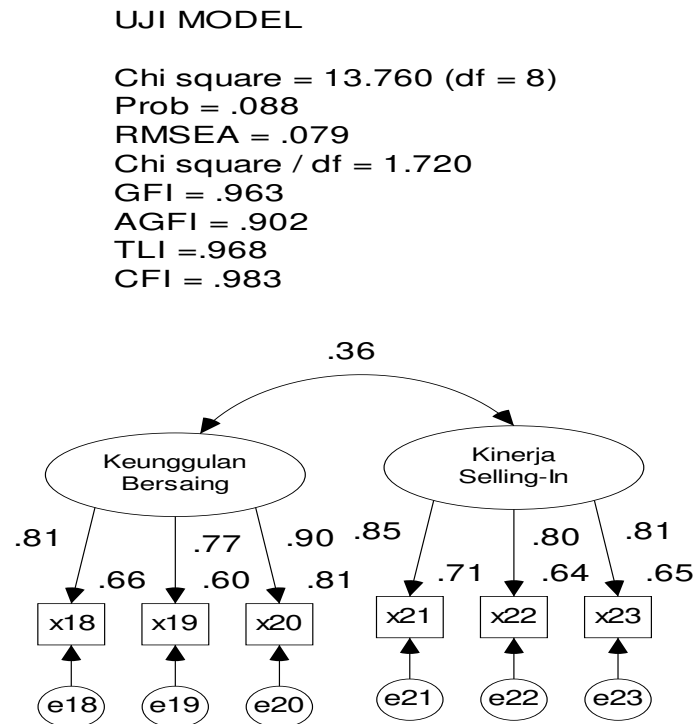 UJI MODEL
Chi square = 13.760 (df = 8)
Prob = .088
RMSEA = .079
Chi square / df = 1.720
GFI = .963
AGFI = .902
TLI =.968
CFI = .983
.36
Keunggulan
Bersaing
Kinerja
Selling-In
.81 .77 .90 .85 .80 .81
.66 .60 .81 .71 .64 .65
x18 x19 x20 x21 x22 x23
e18 e19 e20 e21 e22 e23